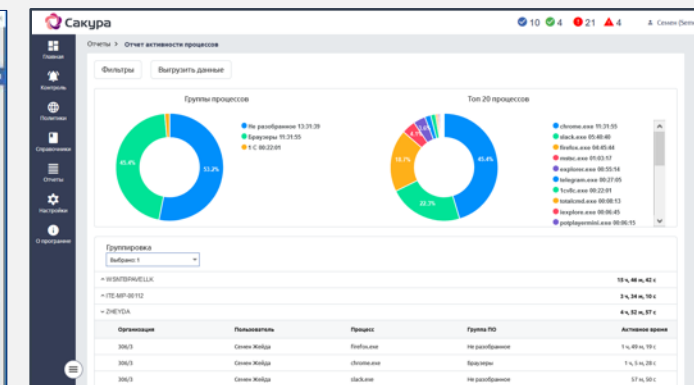 Сакура
10 4 21 4
Семен (Semen
Отчеты > Отчет активности процессов
Главная
Контроль
Политики
Справочники
Отчеты
Настройки
О программе
Фильтры Выгрузить данные
Группы процессов
Топ 20 процессов
Не разобранное 13:31:39
Браузеры 11:31:55
1 С 00:22:01
45.4%
53.2%
chrome.exe 11:31:55
slack.exe 05:40:40
firefox.exe 04:45:44
mstsc.exe 01:03:17
explorer.exe 00:55:14
telegram.exe 00:27:05
1cv8c.exe 00:22:01
totalcmd.exe 00:08:13
iexplore.exe 00:06:45
potplayermini.exe 00:06:15
45.4%
22.3%
18.7%
Группировка
Выбрано: 1
WSNTBPAVELLK 10 ч, 46 м, 42 с
ITE-NIP-00112 3 ч, 34 м, 10 с
ZHEYDA 4 ч, 52 м, 57 с
Организация Пользователь Процесс Группа ПО Активное время
306/3 Семен Жейда firefox.exe Не разобранное 1 ч, 49 м, 19 с
306/3 Семен Жейда chrome.exe Браузеры 1 ч, 5 м, 28 с
306/3 Семен Жейда slack.exe Не разобранное 57 м, 50 с